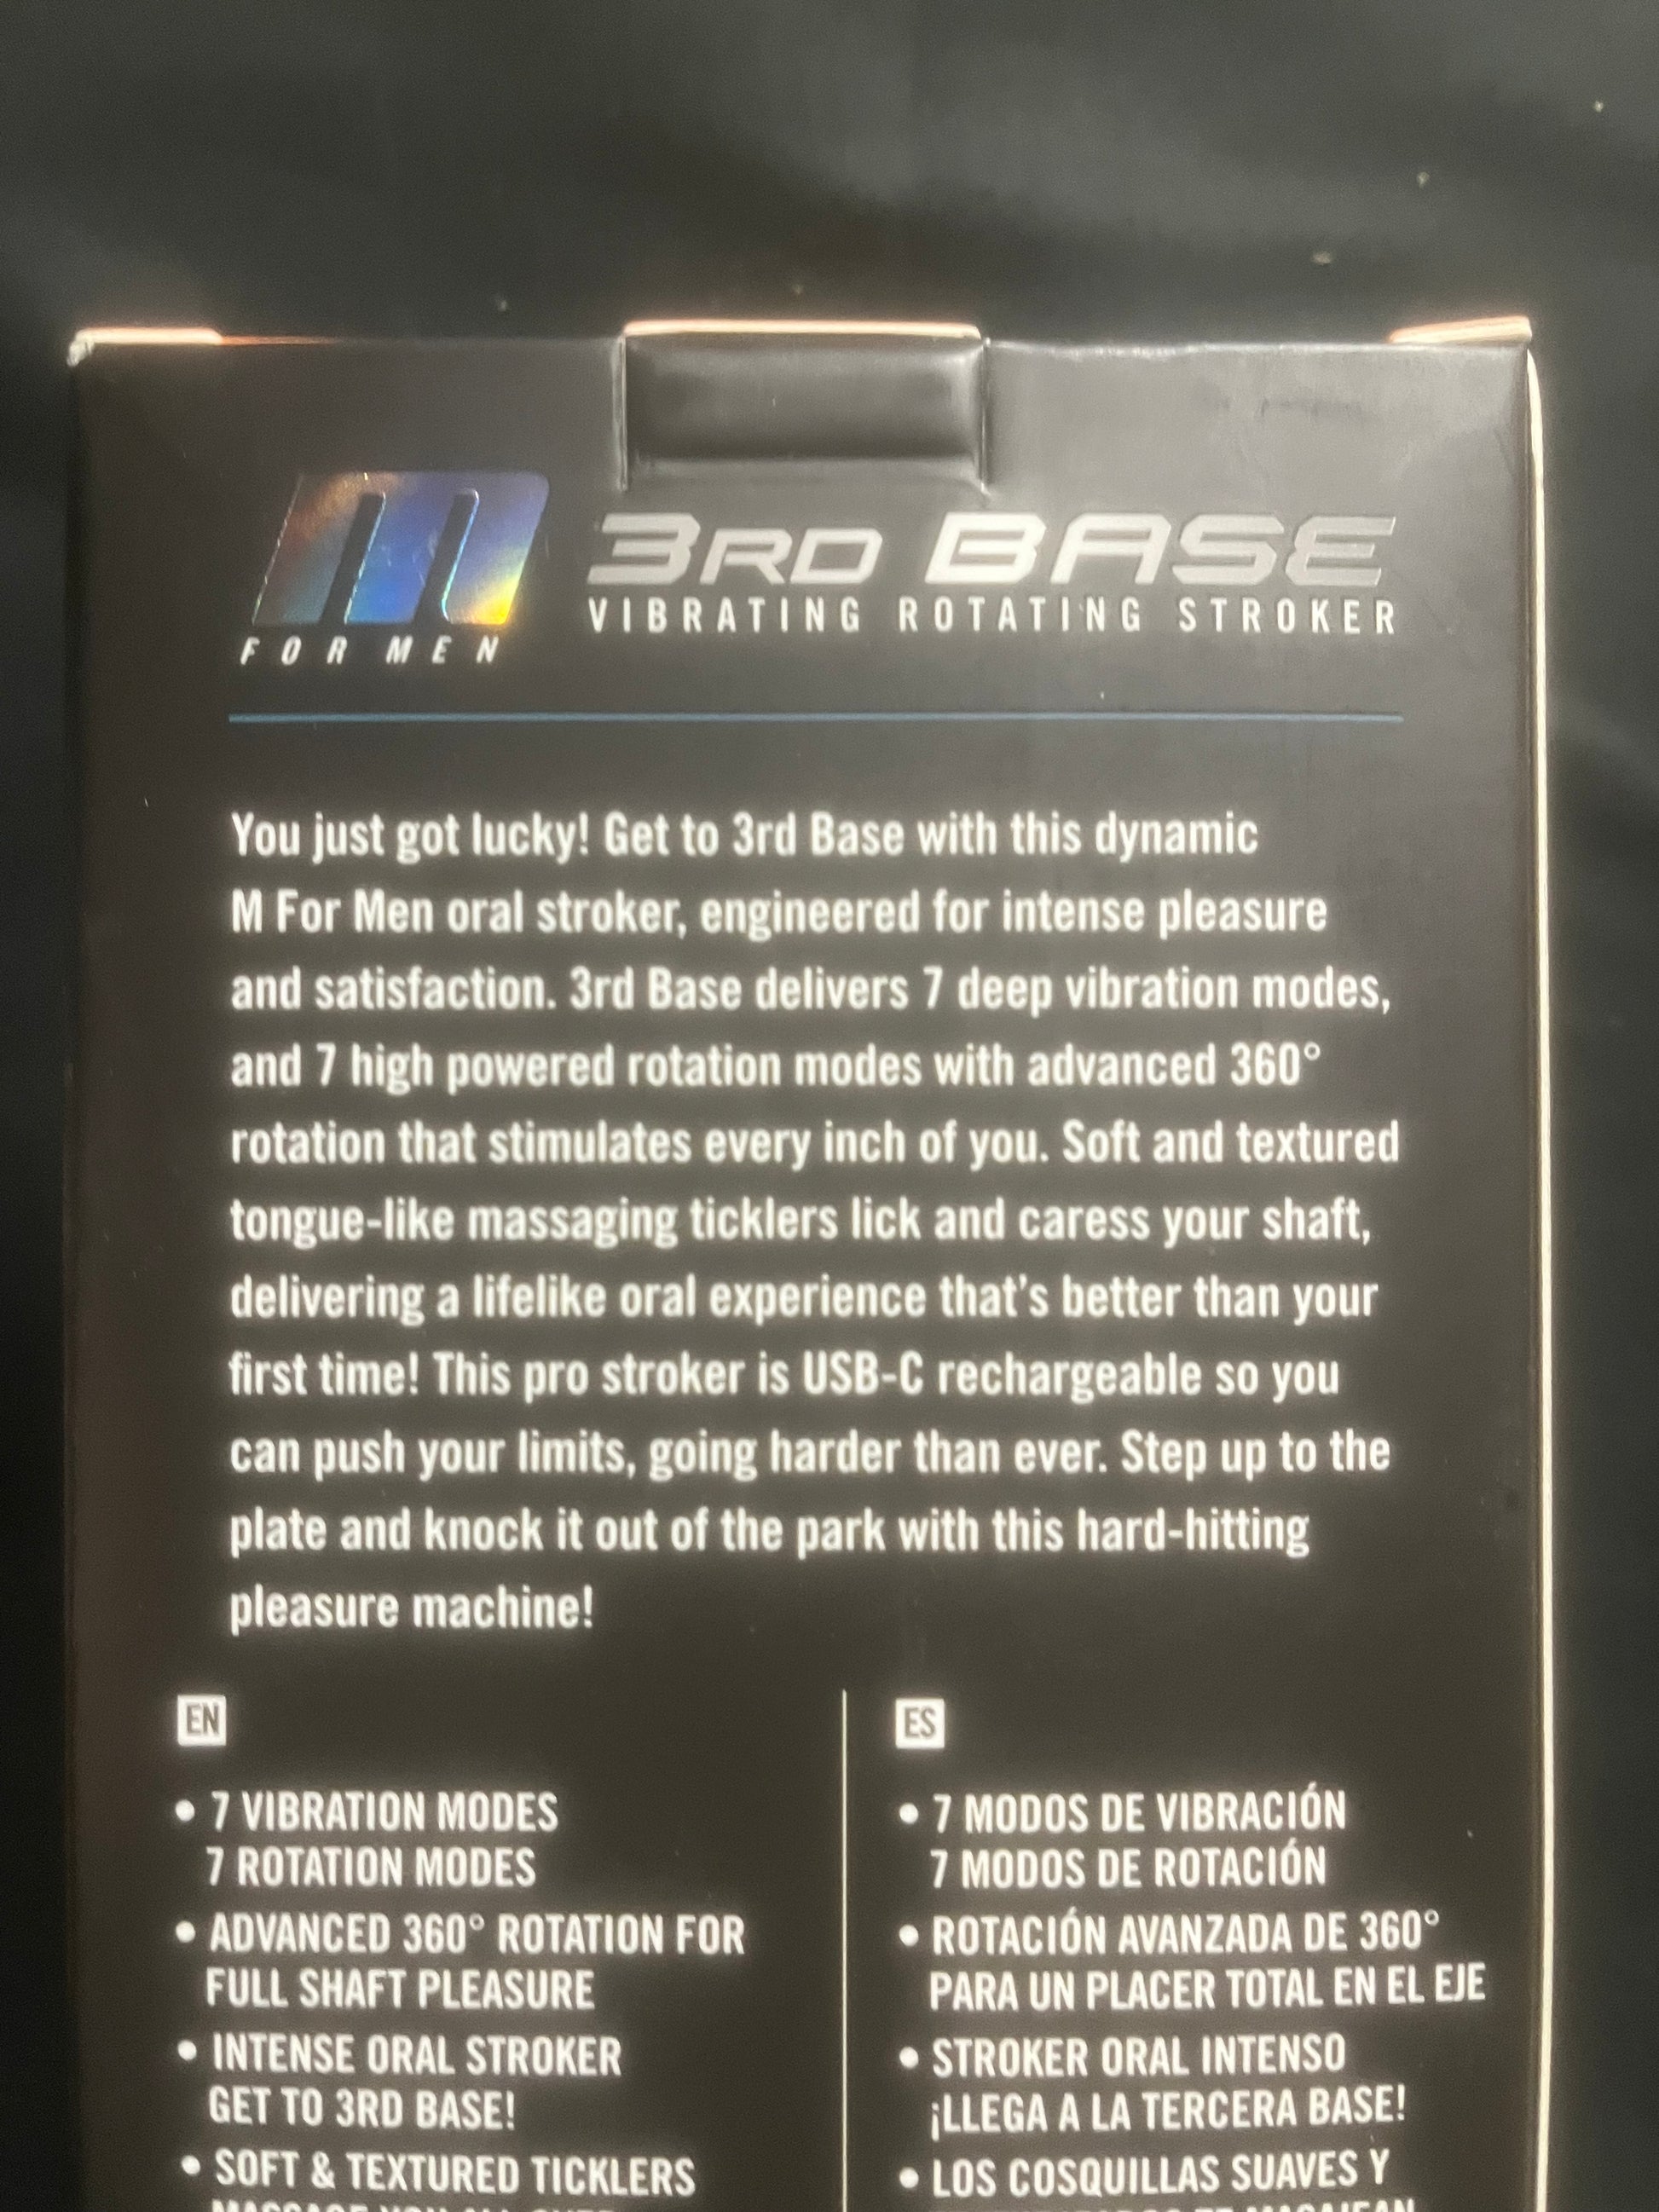 M
FOR MEN
3RD BASE
VIBRATING ROTATING STROKER
You just got lucky! Get to 3rd Base with this dynamic
M For Men oral stroker, engineered for intense pleasure
and satisfaction. 3rd Base delivers 7 deep vibration modes,
and 7 high powered rotation modes with advanced 360°
rotation that stimulates every inch of you. Soft and textured
tongue-like massaging ticklers lick and caress your shaft,
delivering a lifelike oral experience that's better than your
first time! This pro stroker is USB-C rechargeable so you
can push your limits, going harder than ever. Step up to the
plate and knock it out of the park with this hard-hitting
pleasure machine!
EN
• 7 VIBRATION MODES
7 ROTATION MODES
• ADVANCED 360° ROTATION FOR
FULL SHAFT PLEASURE
• INTENSE ORAL STROKER
GET TO 3RD BASE!
• SOFT & TEXTURED TICKLERS
ES
• 7 MODOS DE VIBRACIÓN
7 MODOS DE ROTACIÓN
• ROTACIÓN AVANZADA DE 360°
PARA UN PLACER TOTAL EN EL EJE
• STROKER ORAL INTENSO
¡LLEGA A LA TERCERA BASE!
• LOS COSQUILLAS SUAVES Y